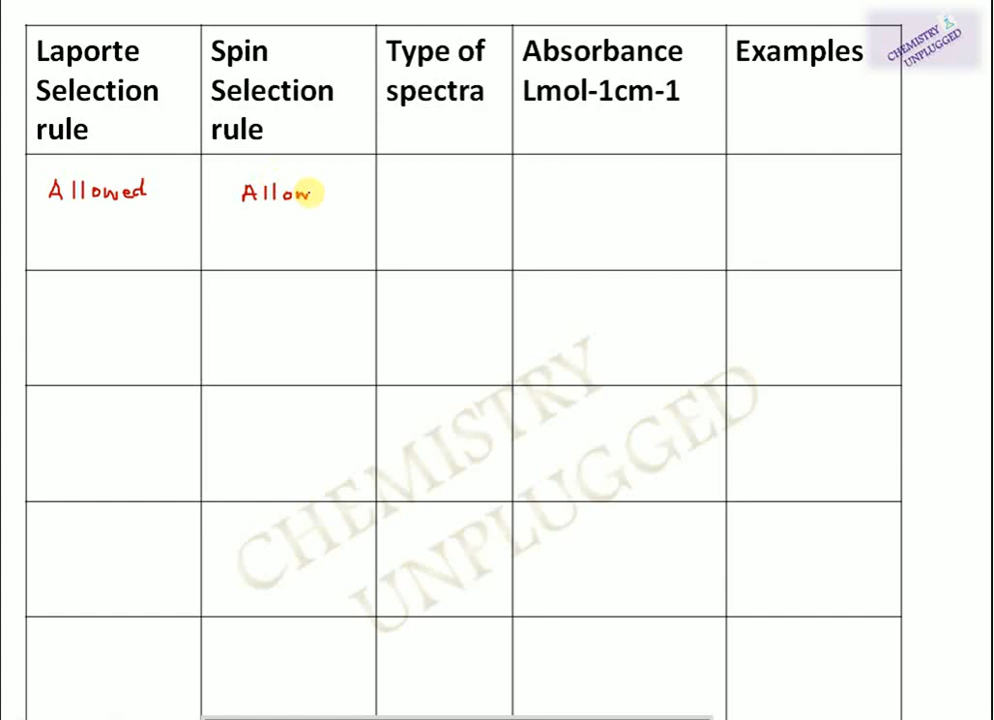 Laporte Selection rule
Spin Selection rule
Type of spectra
Absorbance Lmol-1cm-1
Examples
CHEMISTRY UNPLUGGED
Allowed
Allow
CHEMISTRY
UNPLUGGED